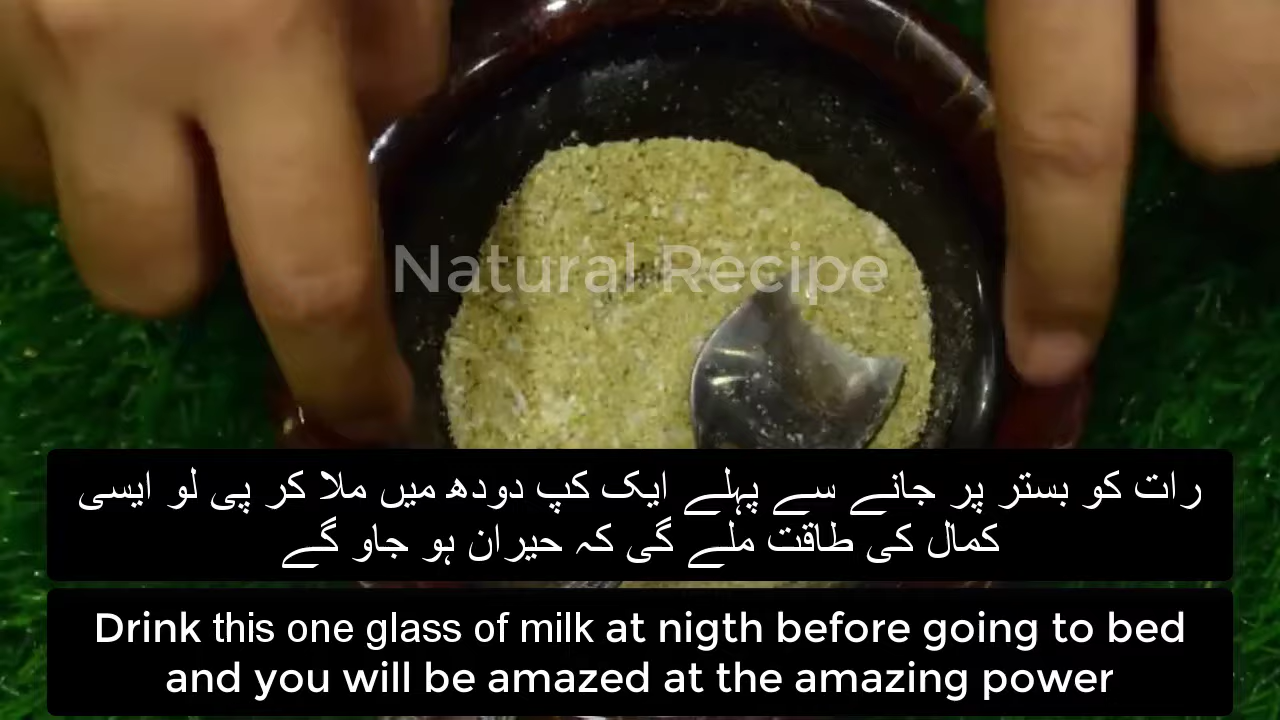 Natural Recipe
رات کو بستر پر جانے سے پہلے ایک کپ دودھ میں ملا کر پی لو ایسی
کمال کی طاقت ملے گی کہ حیران ہو جاو گے
Drink this one glass of milk at nigth before going to bed
and you will be amazed at the amazing power